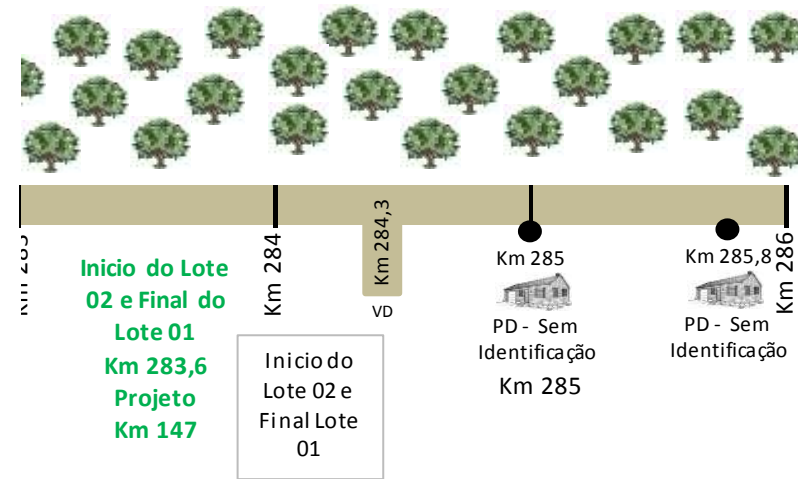 Km 284,3
Km 284
Km 285
Km 285,8
Km 286
VD
Inicio do Lote
02 e Final do
Lote 01
Km 283,6
Projeto
Km 147
Inicio do
Lote 02 e
Final Lote
01
PD - Sem
Identificação
Km 285
PD - Sem
Identificação